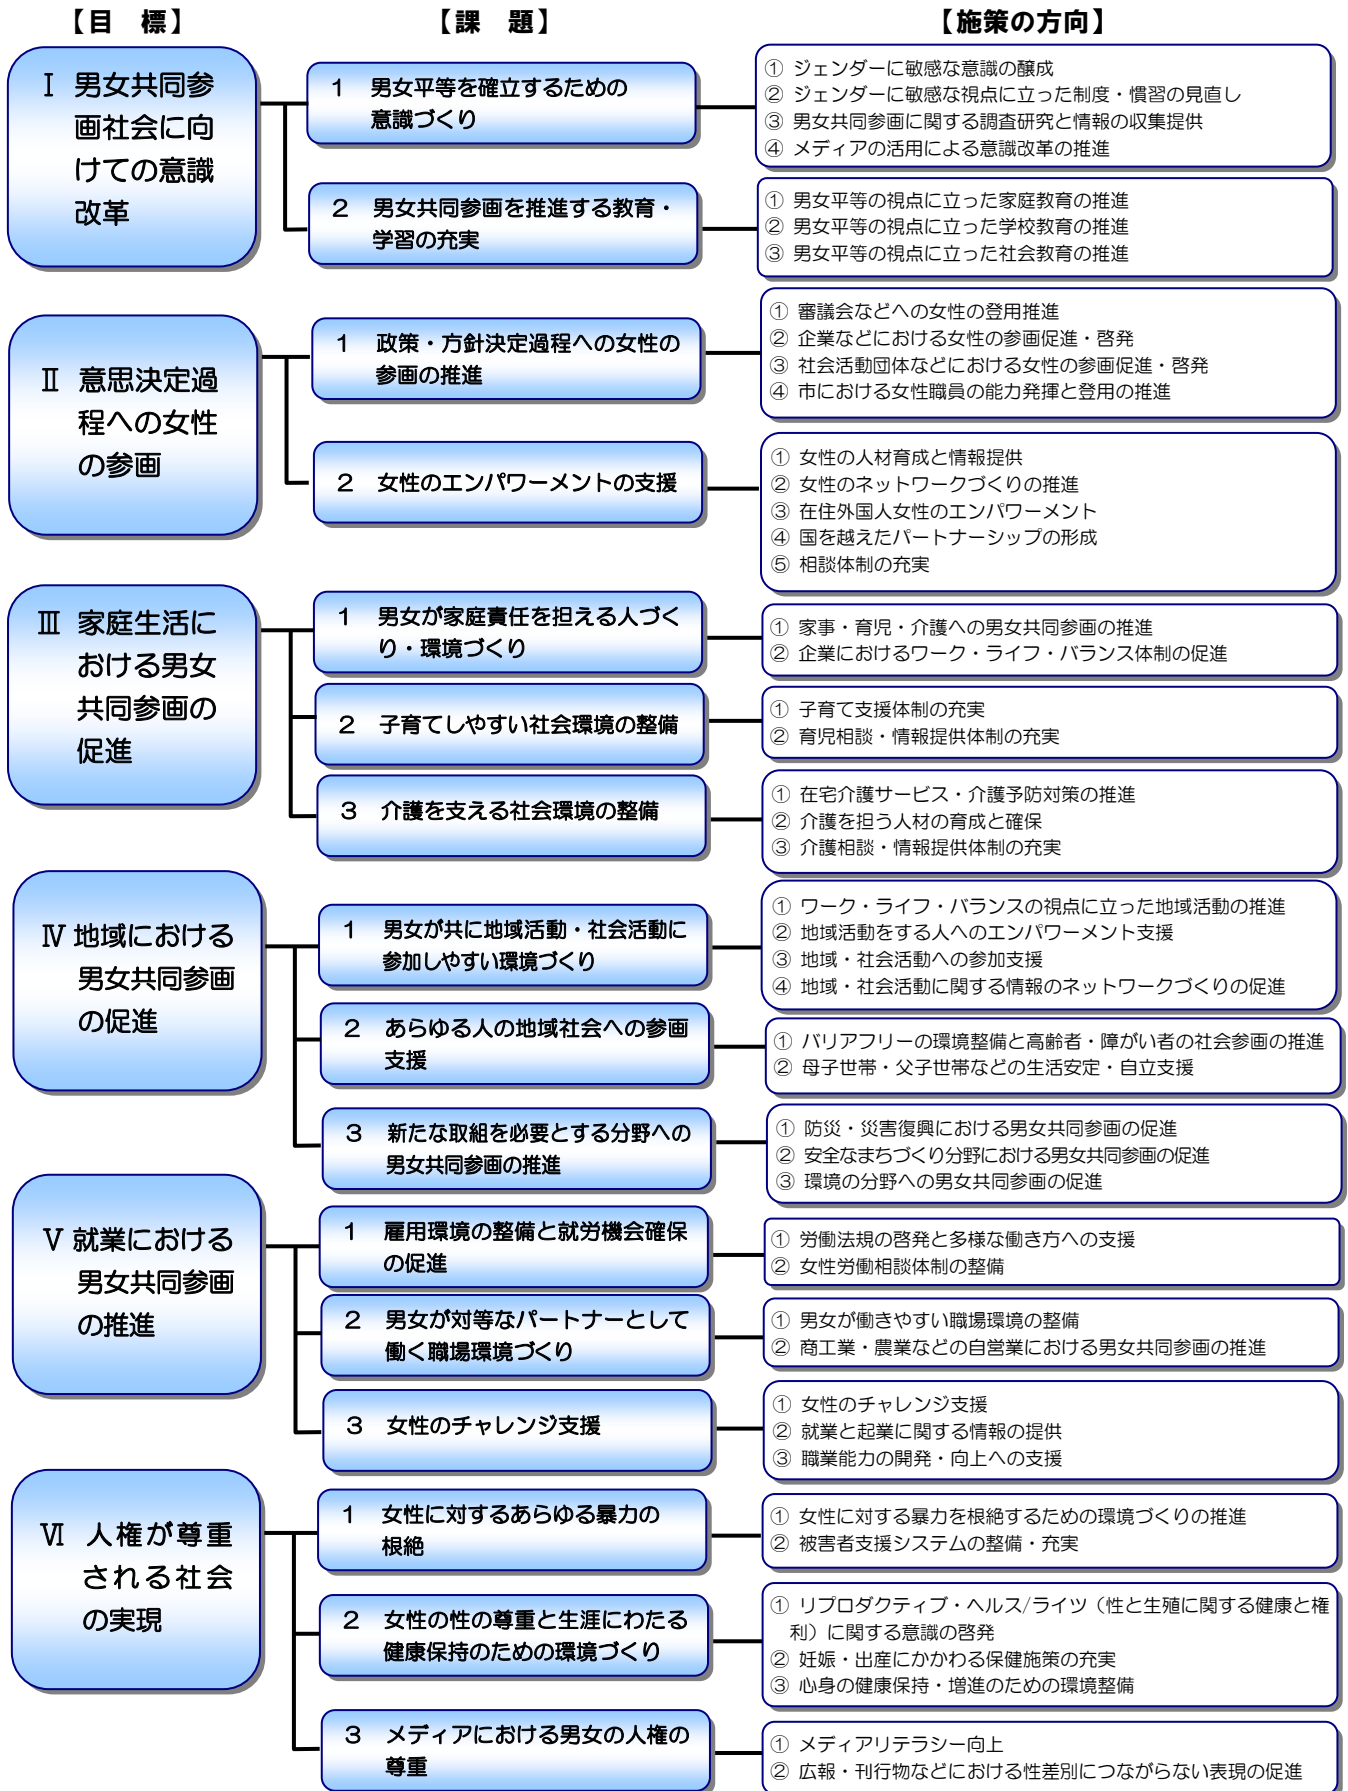 【目　標】
【課　題】
【施策の方向】
Ⅰ 男女共同参
画社会に向
けての意識
改革
1　男女平等を確立するための
意識づくり
① ジェンダーに敏感な意識の醸成
② ジェンダーに敏感な視点に立った制度・慣習の見直し
③ 男女共同参画に関する調査研究と情報の収集提供
④ メディアの活用による意識改革の推進
2　男女共同参画を推進する教育・
学習の充実
① 男女平等の視点に立った家庭教育の推進
② 男女平等の視点に立った学校教育の推進
③ 男女平等の視点に立った社会教育の推進
Ⅱ 意思決定過
程への女性
の参画
1　政策・方針決定過程への女性の
参画の推進
① 審議会などへの女性の登用推進
② 企業などにおける女性の参画促進・啓発
③ 社会活動団体などにおける女性の参画促進・啓発
④ 市における女性職員の能力発揮と登用の推進
2　女性のエンパワーメントの支援
① 女性の人材育成と情報提供
② 女性のネットワークづくりの推進
③ 在住外国人女性のエンパワーメント
④ 国を越えたパートナーシップの形成
⑤ 相談体制の充実
Ⅲ 家庭生活に
おける男女
共同参画の
促進
1　男女が家庭責任を担える人づく
り・環境づくり
① 家事・育児・介護への男女共同参画の推進
② 企業におけるワーク・ライフ・バランス体制の促進
2　子育てしやすい社会環境の整備
① 子育て支援体制の充実
② 育児相談・情報提供体制の充実
3　介護を支える社会環境の整備
① 在宅介護サービス・介護予防対策の推進
② 介護を担う人材の育成と確保
③ 介護相談・情報提供体制の充実
Ⅳ 地域における
男女共同参画
の促進
1　男女が共に地域活動・社会活動に
参加しやすい環境づくり
① ワーク・ライフ・バランスの視点に立った地域活動の推進
② 地域活動をする人へのエンパワーメント支援
③ 地域・社会活動への参加支援
④ 地域・社会活動に関する情報のネットワークづくりの促進
2　あらゆる人の地域社会への参画
支援
① バリアフリーの環境整備と高齢者・障がい者の社会参画の推進
② 母子世帯・父子世帯などの生活安定・自立支援
3　新たな取組を必要とする分野への
男女共同参画の推進
① 防災・災害復興における男女共同参画の促進
② 安全なまちづくり分野における男女共同参画の促進
③ 環境の分野への男女共同参画の促進
Ⅴ 就業における
男女共同参画
の推進
1　雇用環境の整備と就労機会確保
の促進
① 労働法規の啓発と多様な働き方への支援
② 女性労働相談体制の整備
2　男女が対等なパートナーとして
働く職場環境づくり
① 男女が働きやすい職場環境の整備
② 商工業・農業などの自営業における男女共同参画の推進
3　女性のチャレンジ支援
① 女性のチャレンジ支援
② 就業と起業に関する情報の提供
③ 職業能力の開発・向上への支援
Ⅵ 人権が尊重
される社会
の実現
1　女性に対するあらゆる暴力の
根絶
① 女性に対する暴力を根絶するための環境づくりの推進
② 被害者支援システムの整備・充実
2　女性の性の尊重と生涯にわたる
健康保持のための環境づくり
① リプロダクティブ・ヘルス/ライツ（性と生殖に関する健康と権
利）に関する意識の啓発
② 妊娠・出産にかかわる保健施策の充実
③ 心身の健康保持・増進のための環境整備
3　メディアにおける男女の人権の
尊重
① メディアリテラシー向上
② 広報・刊行物などにおける性差別につながらない表現の促進